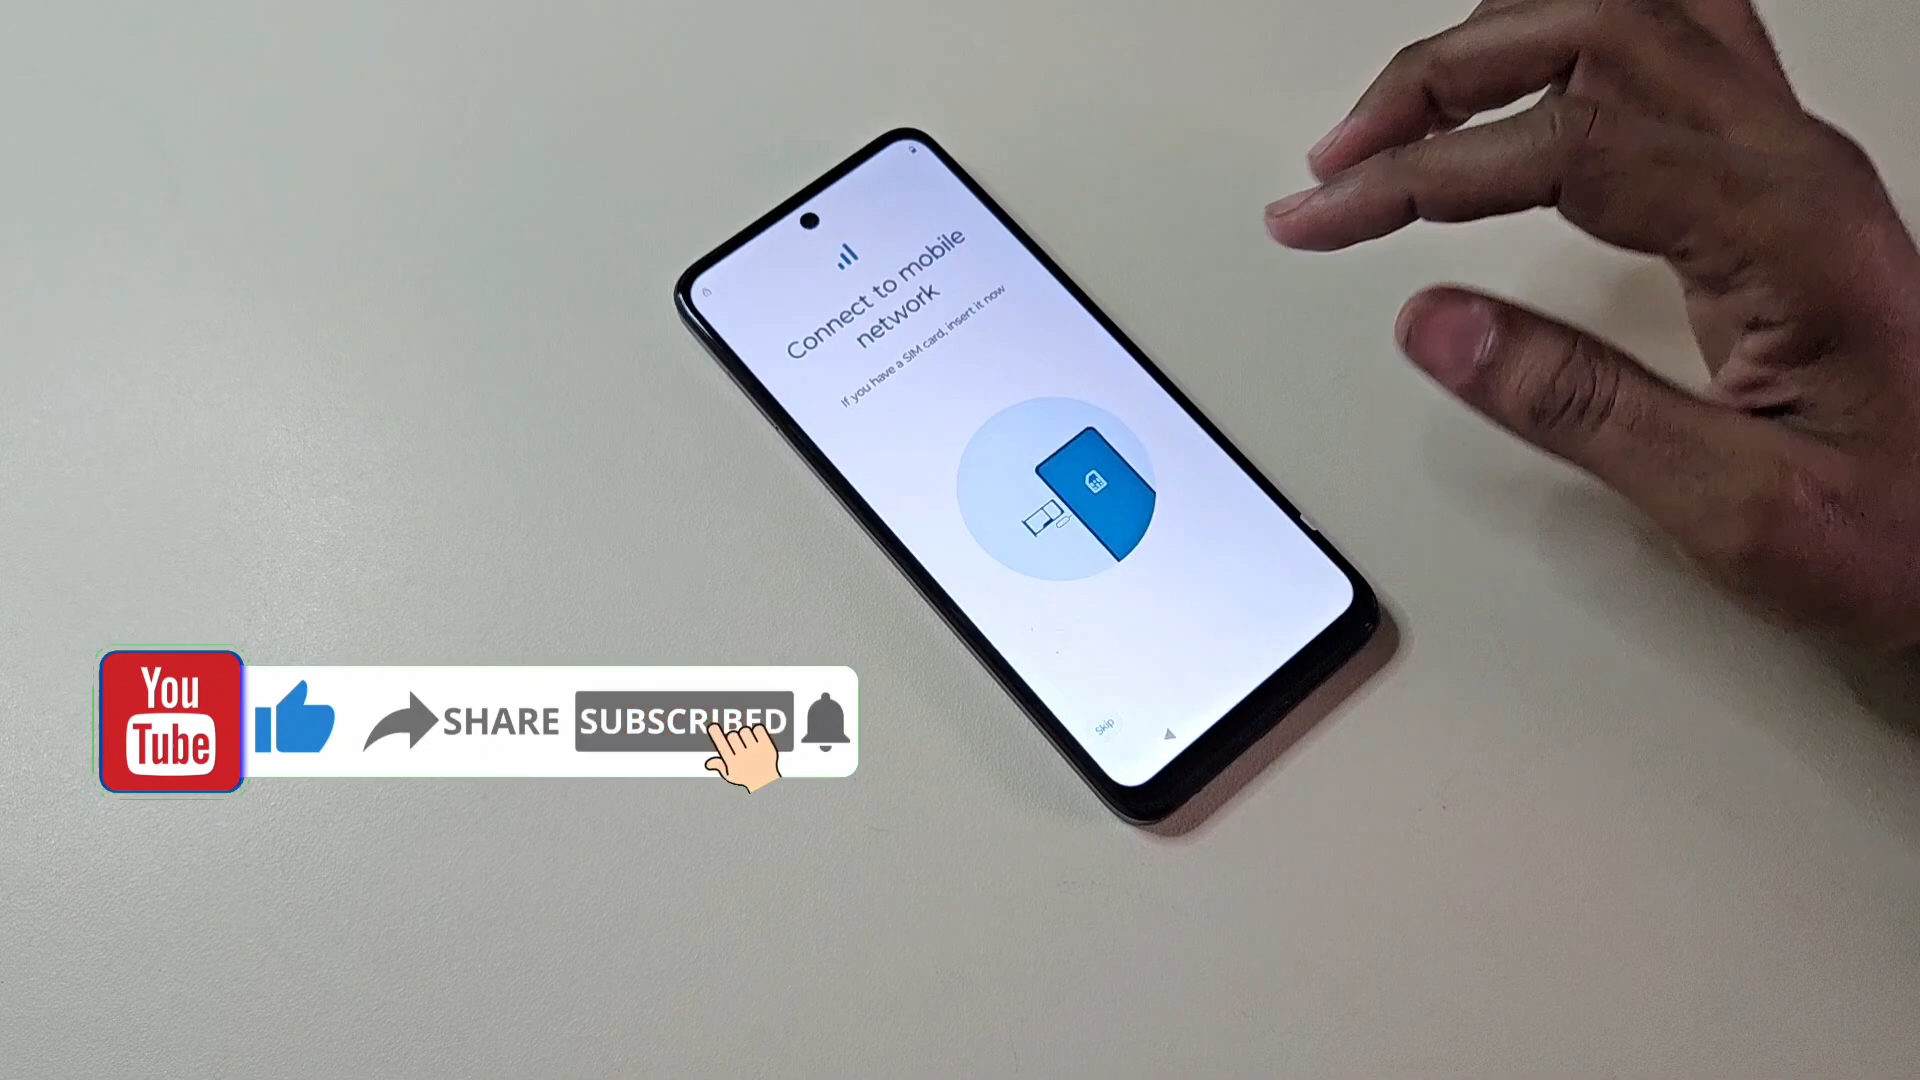 Connect to mobile
network
If you have a SIM card, insert it now
Skip
You
Tube
SHARE
SUBSCRIBED